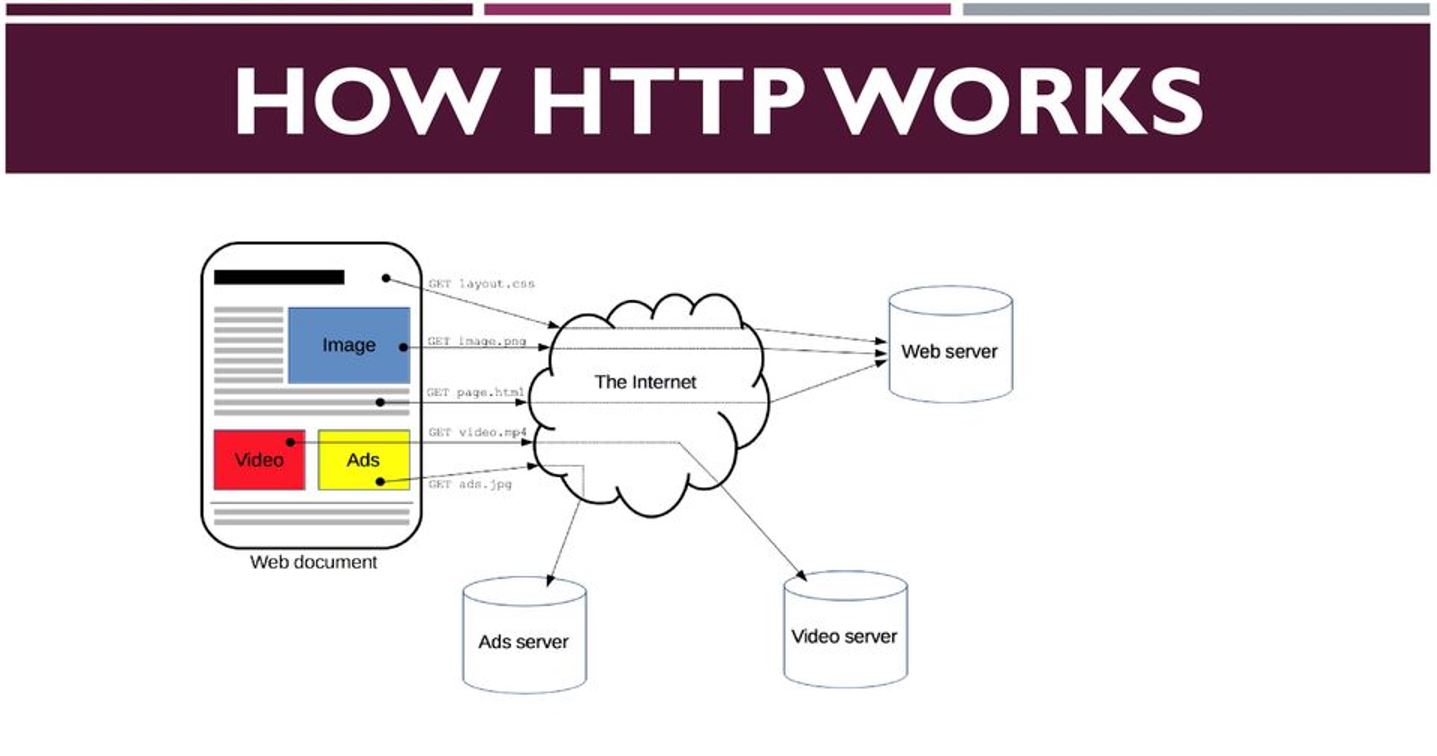 HOW HTTP WORKS
GET layout.css
Image
GET image.png
Web server
The Internet
GET page.html
GET video.mp4
Video
Ads
GET ads.jpg
Web document
Ads server
Video server